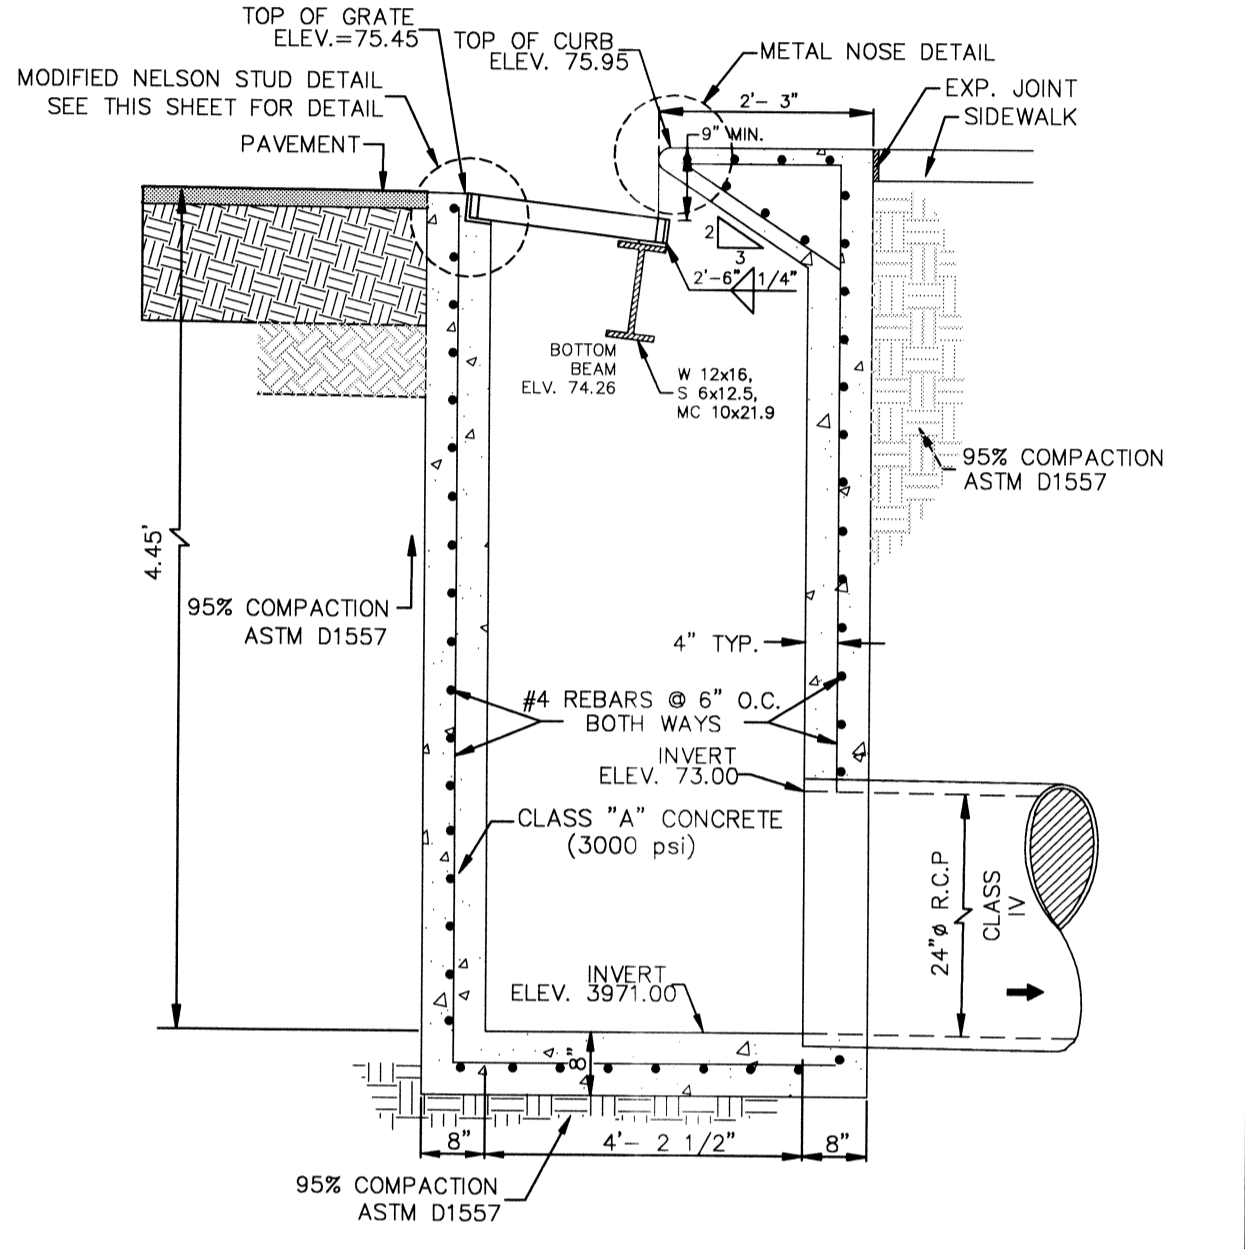 TOP OF GRATE
ELEV.=75.45
TOP OF CURB
ELEV. 75.95
METAL NOSE DETAIL
MODIFIED NELSON STUD DETAIL
SEE THIS SHEET FOR DETAIL
EXP. JOINT
2'- 3"
SIDEWALK
PAVEMENT
9" MIN.
2
3
2'-6"
1/4"
BOTTOM
BEAM
ELV. 74.26
W 12x16,
S 6x12.5,
MC 10x21.9
95% COMPACTION
ASTM D1557
4.45'
95% COMPACTION
ASTM D1557
4" TYP.
#4 REBARS @ 6" O.C.
BOTH WAYS
INVERT
ELEV. 73.00
CLASS "A" CONCRETE
(3000 psi)
24"ø R.C.P
CLASS
IV
INVERT
ELEV. 3971.00
8"
8"
4'- 2 1/2"
8"
95% COMPACTION
ASTM D1557